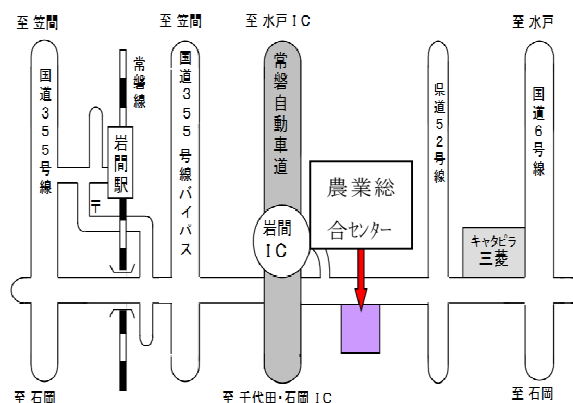 至 笠間
至 笠間
至 水戸ＩＣ
至 水戸
国道３５５号線
常磐線
国道３５５号線バイパス
常磐自動車道
県道５２号線
国道６号線
岩間駅
〒
農業総
合センター
岩間
ＩＣ
キャタピラ
三菱
至 石岡
至 石岡
至 千代田・石岡 ＩＣ
至 石岡